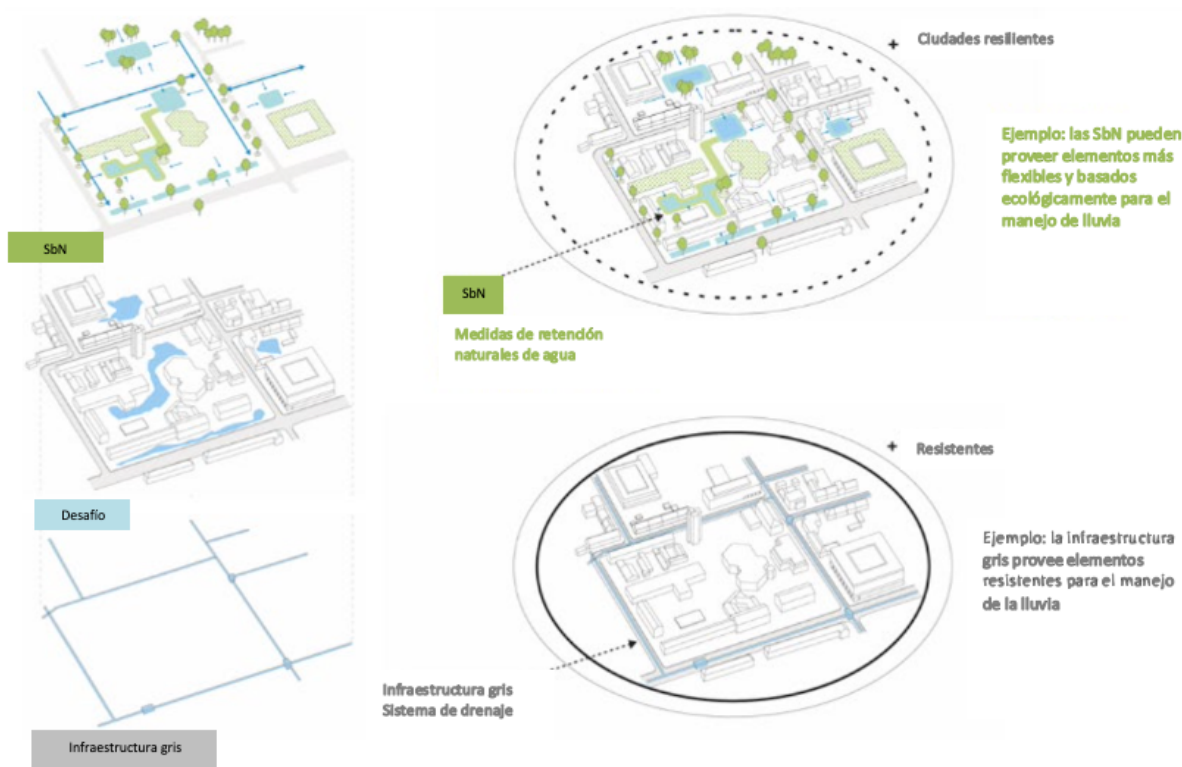 SbN
Desafío
Infraestructura gris
+ Ciudades resilientes
Ejemplo: las SbN pueden
proveer elementos más
flexibles y basados
ecológicamente para el
manejo de lluvia
SbN
Medidas de retención
naturales de agua
+ Resistentes
Ejemplo: la infraestructura
gris provee elementos
resistentes para el manejo
de la lluvia
Infraestructura gris
Sistema de drenaje